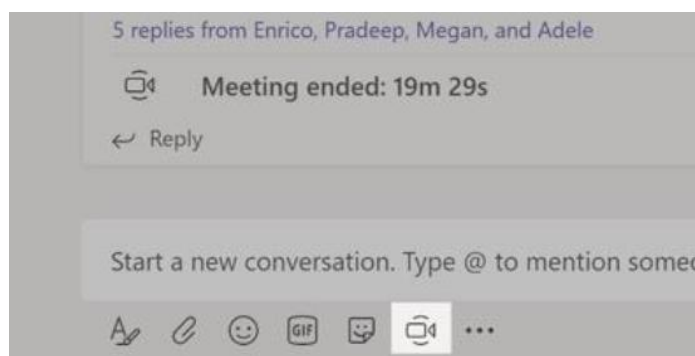 5 replies from Enrico, Pradeep, Megan, and Adele
Meeting ended: 19m 29s
Reply
Start a new conversation. Type @ to mention someo
GIF